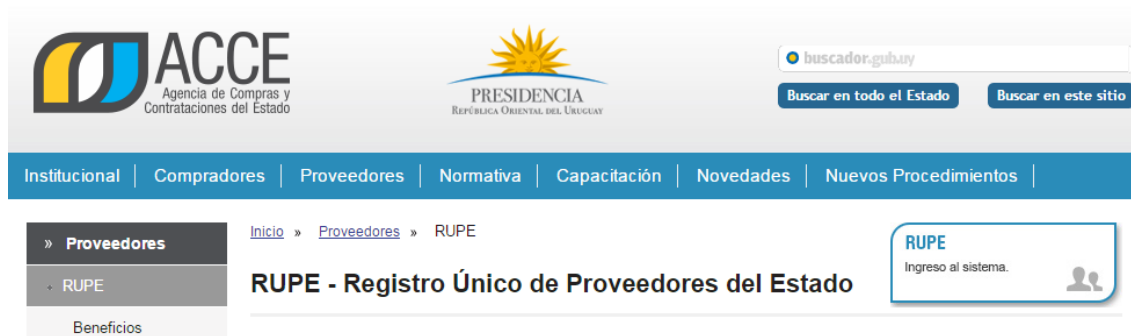 ACCE
Agencia de Compras y
Contrataciones del Estado
PRESIDENCIA
REPÚBLICA ORIENTAL DEL URUGUAY
buscador.gub.uy
Buscar en todo el Estado
Buscar en este sitio
Institucional
Compradores
Proveedores
Normativa
Capacitación
Novedades
Nuevos Procedimientos
» Proveedores
RUPE
Beneficios
Inicio » Proveedores » RUPE
RUPE - Registro Único de Proveedores del Estado
RUPE
Ingreso al sistema.